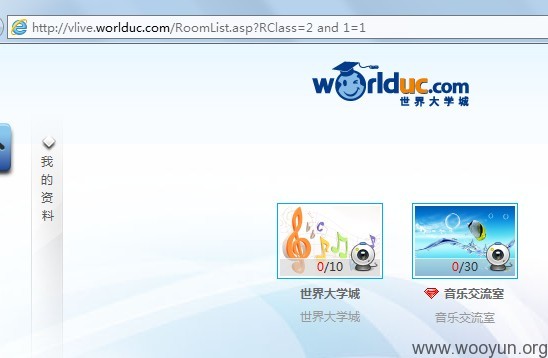 http://vlive.worlduc.com/RoomList.asp?RClass=2 and 1=1
worlduc.com
世界大学城
我的资料
0/10
0/30
世界大学城
音乐交流室
世界大学城
音乐交流室
www.wooyun.org